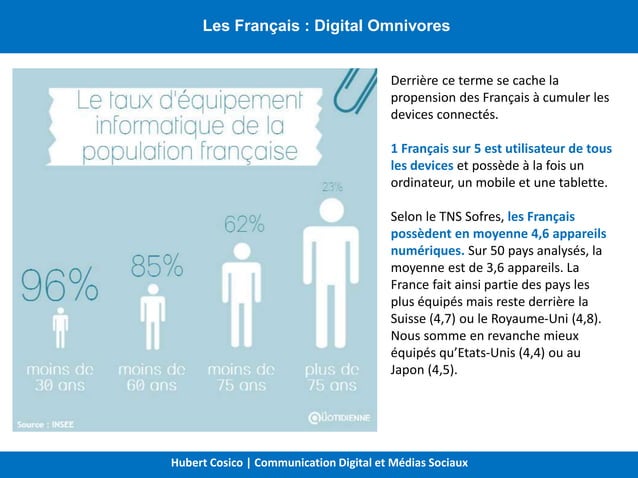 Les Français : Digital Omnivores
Le taux d'équipement
informatique de la
population française
96%
85%
62%
23%
moins de
30 ans
moins de
60 ans
moins de
75 ans
plus de
75 ans
Source : INSEE
@QUOTIDIENNE
Derrière ce terme se cache la
propension des Français à cumuler les
devices connectés.
1 Français sur 5 est utilisateur de tous
les devices et possède à la fois un
ordinateur, un mobile et une tablette.
Selon le TNS Sofres, les Français
possèdent en moyenne 4,6 appareils
numériques. Sur 50 pays analysés, la
moyenne est de 3,6 appareils. La
France fait ainsi partie des pays les
plus équipés mais reste derrière la
Suisse (4,7) ou le Royaume-Uni (4,8).
Nous somme en revanche mieux
équipés qu’Etats-Unis (4,4) ou au
Japon (4,5).
Hubert Cosico | Communication Digital et Médias Sociaux